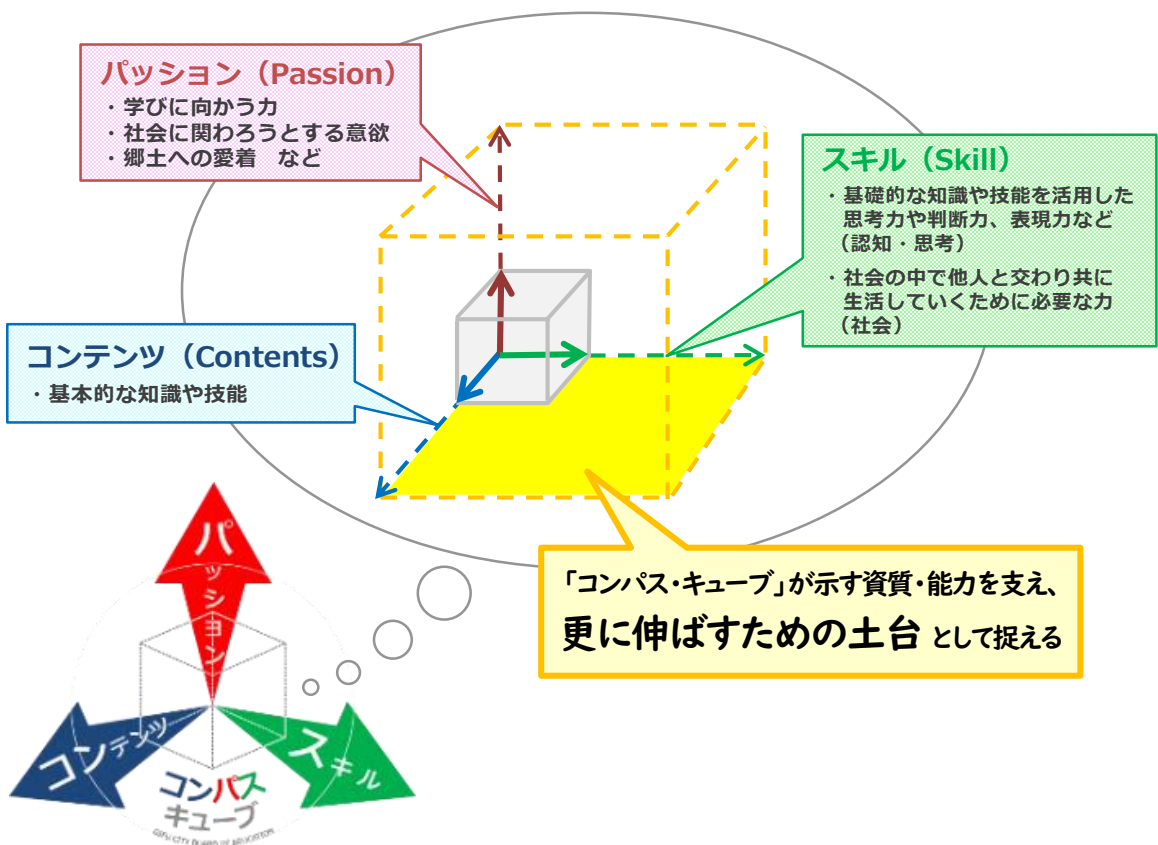 パッション（Passion）
・学びに向かう力
・社会に関わろうとする意欲
・郷土への愛着　など
スキル（Skill）
・基礎的な知識や技能を活用した
思考力や判断力、表現力など
（認知・思考）
・社会の中で他人と交わり共に
生活していくために必要な力
（社会）
コンテンツ（Contents）
・基本的な知識や技能
「コンパス・キューブ」が示す資質・能力を支え、
更に伸ばすための土台 として捉える
パッション
コンテンツ
スキル
コンパス
キューブ
GIFU CITY BOARD OF EDUCATION